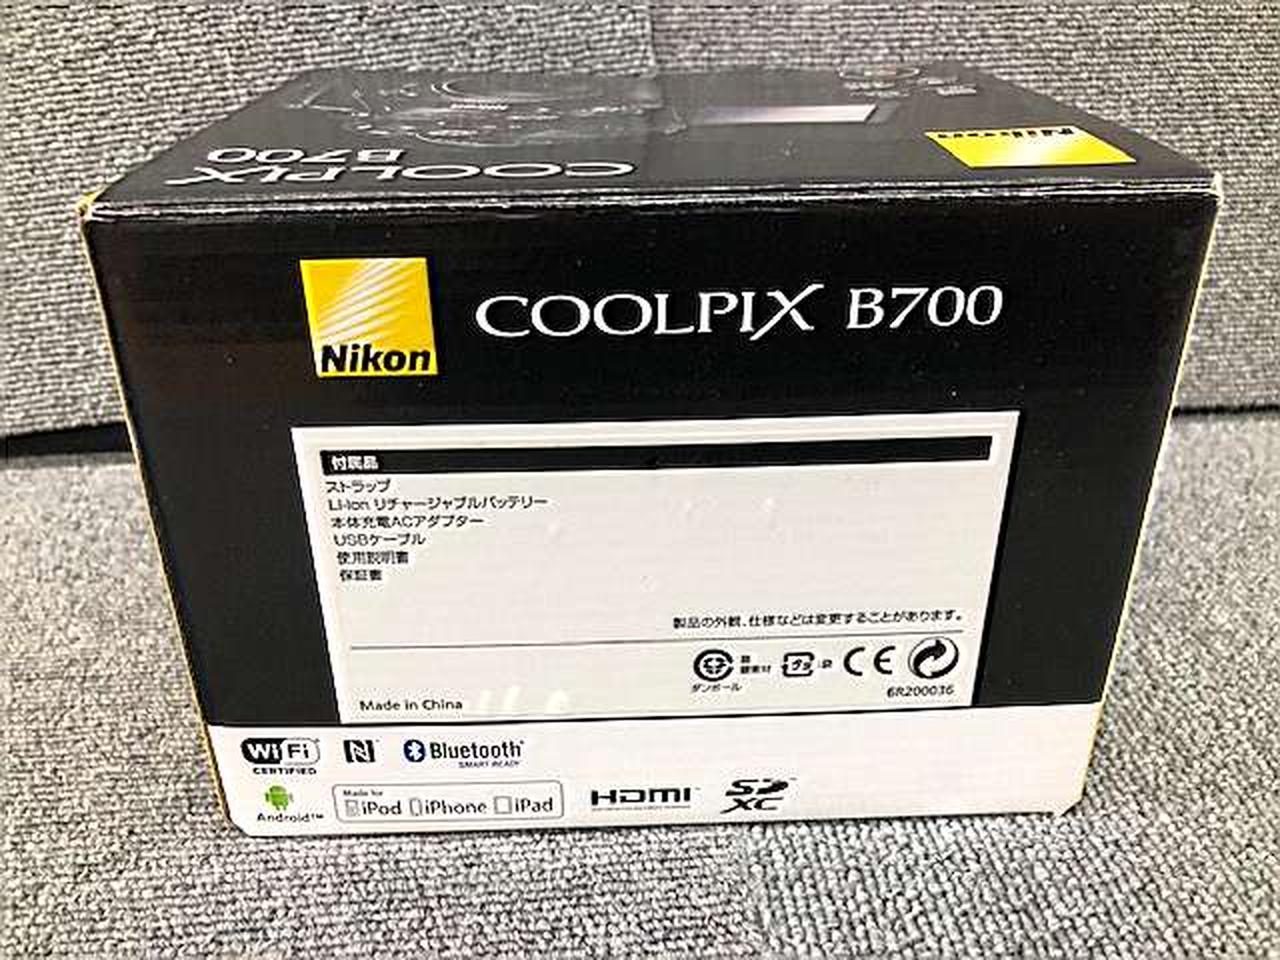 COOLPIX
B700
Nikon
Nikon
COOLPIX B700
付属品
ストラップ
Li-ion リチャージャブルバッテリー
本体充電ACアダプター
USBケーブル
使用説明書
保証書
製品の外観、仕様などは変更することがあります。
ダンボール
CE
6R200036
Made in China
Wi Fi
CERTIFIED
N
Bluetooth
SMART READY
Android™
Made for
iPod iPhone iPad
HDMI
SD
XC